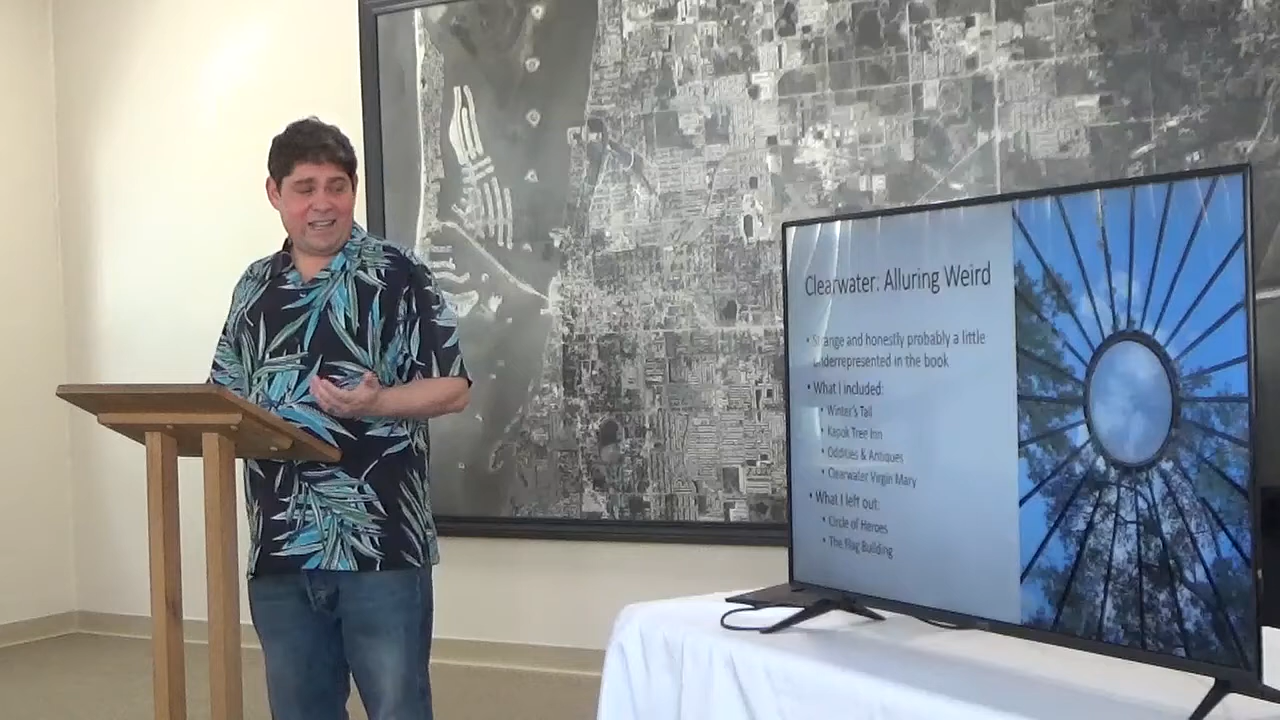 Clearwater: Alluring Weird
• Strange and honestly probably a little
underrepresented in the book
• What I included:
• Winter's Tail
• Kapok Tree Inn
• Oddities & Antiques
• Clearwater Virgin Mary
• What I left out:
• Circle of Heroes
• The Flag Building